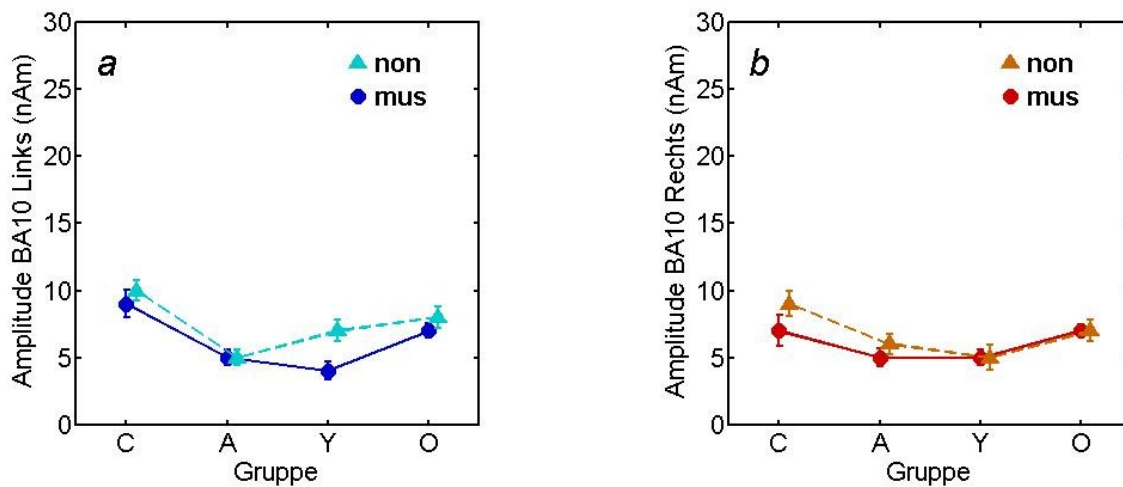 a
non
mus
Amplitude BA10 Links (nAm)
30
25
20
15
10
5
0
C A Y O
Gruppe
b
non
mus
Amplitude BA10 Rechts (nAm)
30
25
20
15
10
5
0
C A Y O
Gruppe